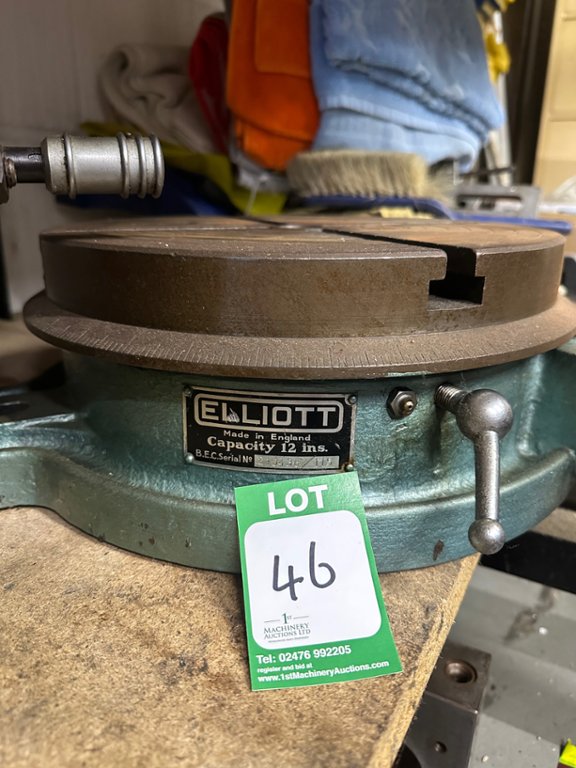 ELLIOTT
Made in England
Capacity 12 ins.
B.E.C. Serial No
LOT
46
1st
MACHINERY
AUCTIONS LTD
Tel: 02476 992205
register and bid at
www.1stMachineryAuctions.com